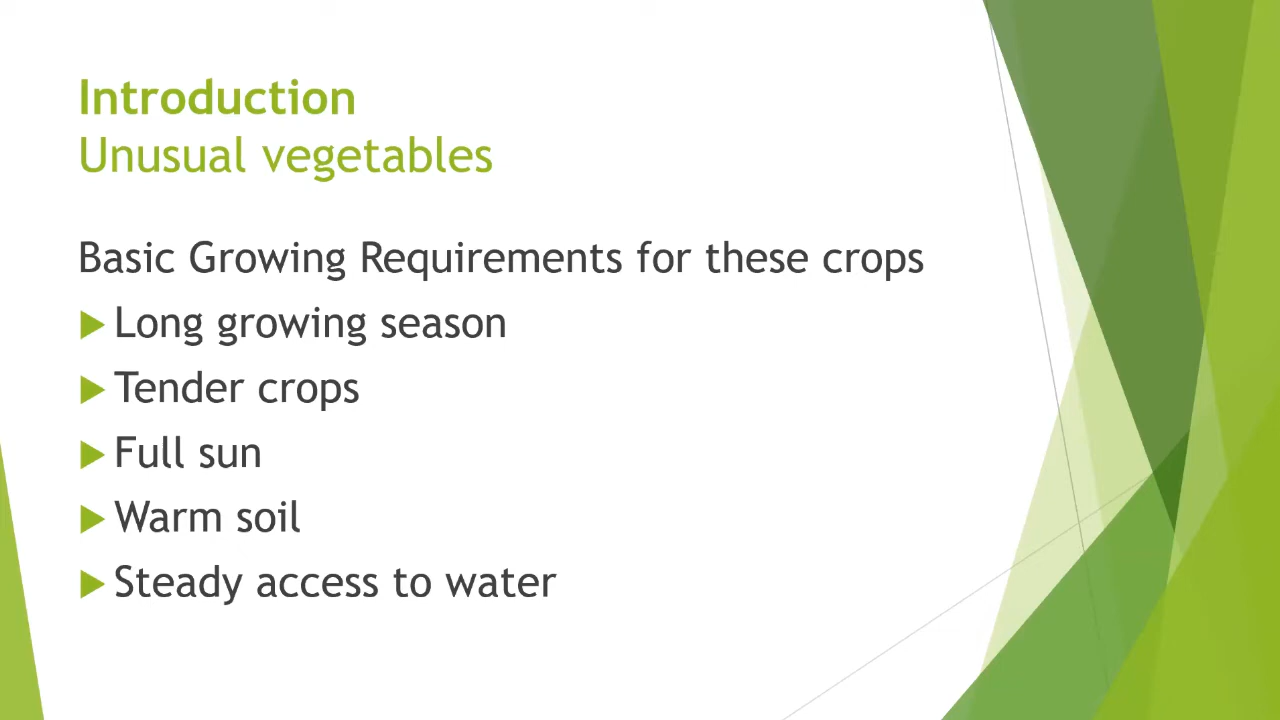 Introduction
Unusual vegetables
Basic Growing Requirements for these crops
Long growing season
Tender crops
Full sun
Warm soil
Steady access to water